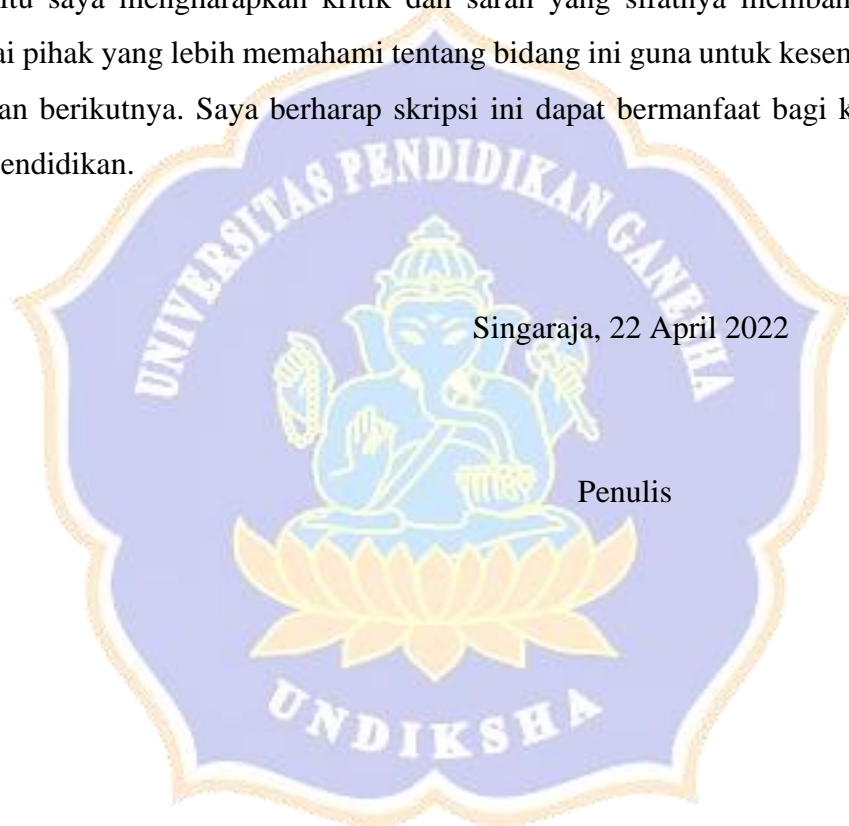 itu saya mengharapkan kritik dan saran yang sifatnya memban
ai pihak yang lebih memahami tentang bidang ini guna untuk kesem
an berikutnya. Saya berharap skripsi ini dapat bermanfaat bagi k
endidikan.
UNIVERSITAS PENDIDIKAN GANESHA
Singaraja, 22 April 2022
Penulis
UNDIKSHA